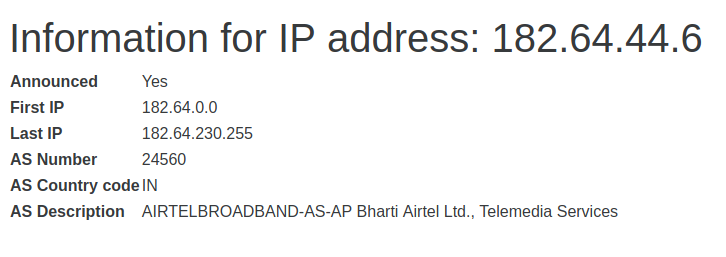 Information for IP address: 182.64.44.6
Announced Yes
First IP 182.64.0.0
Last IP 182.64.230.255
AS Number 24560
AS Country code IN
AS Description AIRTELBROADBAND-AS-AP Bharti Airtel Ltd., Telemedia Services